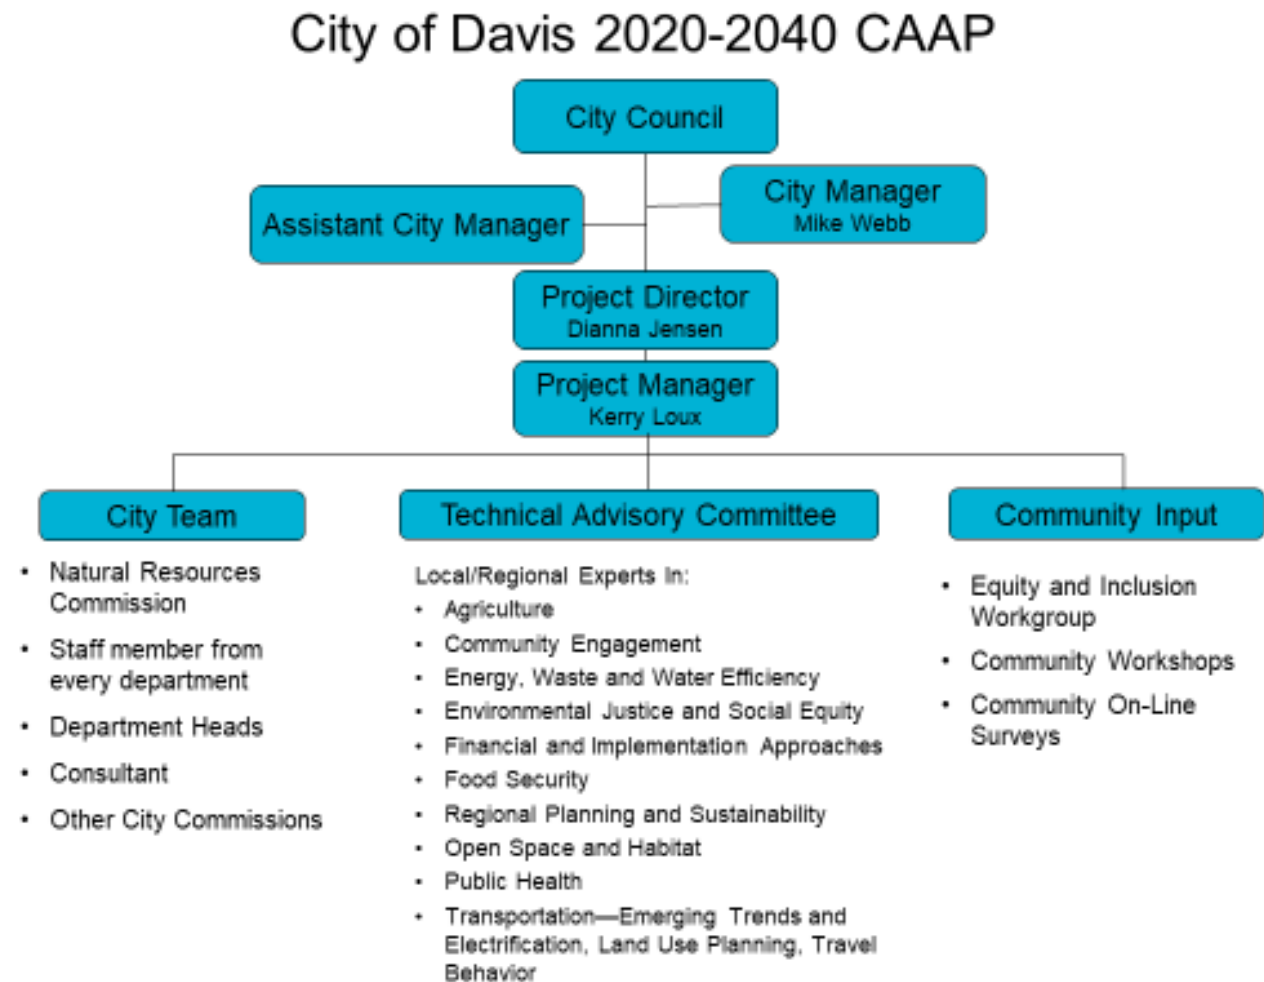 City of Davis 2020-2040 CAAP
City Council
City Manager
Mike Webb
Assistant City Manager
Project Director
Dianna Jensen
Project Manager
Kerry Loux
City Team
• Natural Resources
Commission
• Staff member from
every department
• Department Heads
• Consultant
• Other City Commissions
Technical Advisory Committee
Local/Regional Experts In:
• Agriculture
• Community Engagement
• Energy, Waste and Water Efficiency
• Environmental Justice and Social Equity
• Financial and Implementation Approaches
• Food Security
• Regional Planning and Sustainability
• Open Space and Habitat
• Public Health
• Transportation—Emerging Trends and
Electrification, Land Use Planning, Travel
Behavior
Community Input
• Equity and Inclusion
Workgroup
• Community Workshops
• Community On-Line
Surveys